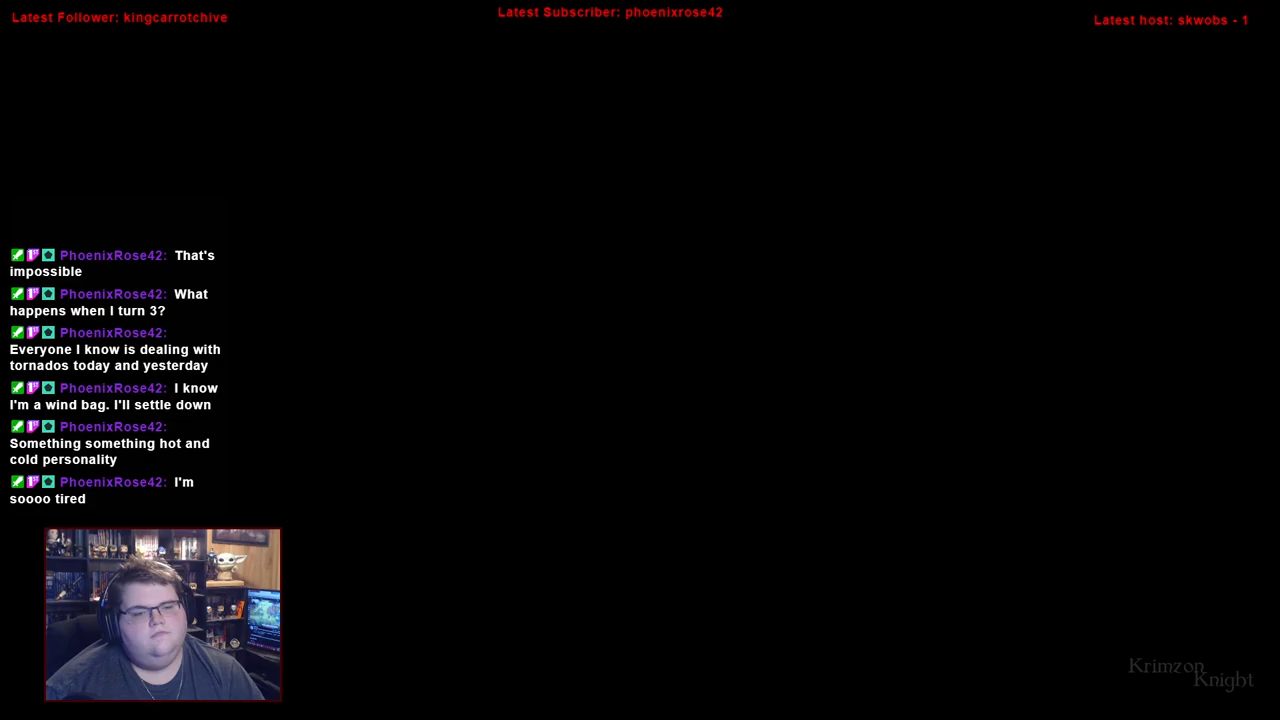 Latest Follower: kingcarrotchive
Latest Subscriber: phoenixrose42
Latest host: skwobs - 1
PhoenixRose42: That's
impossible
PhoenixRose42: What
happens when I turn 3?
PhoenixRose42:
Everyone I know is dealing with
tornados today and yesterday
PhoenixRose42: I know
I'm a wind bag. I'll settle down
PhoenixRose42:
Something something hot and
cold personality
PhoenixRose42: I'm
soooo tired
Krimzon
Knight